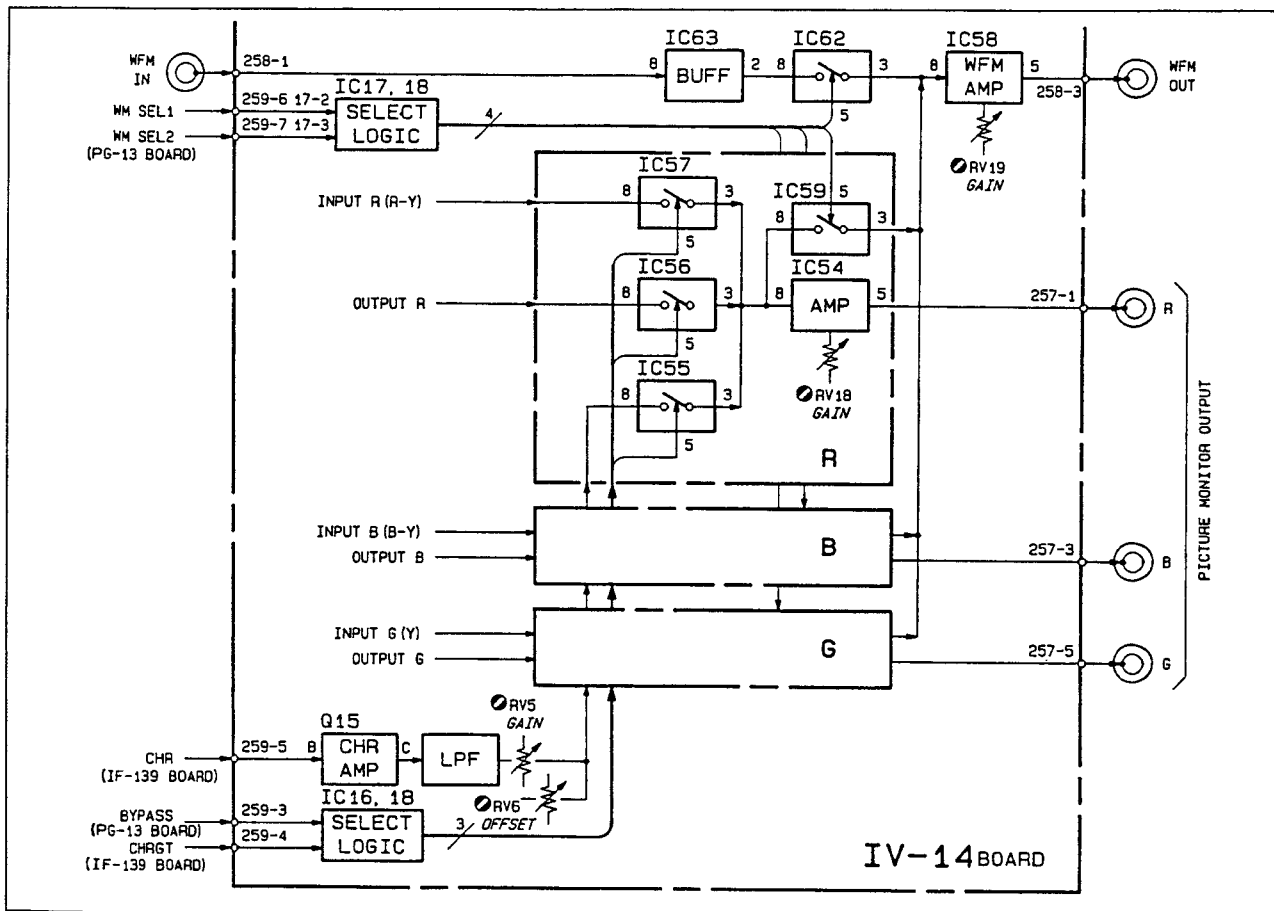 IC63 IC62 IC58
WFM IN 258-1 8 BUFF 2 8 3 8 WFM AMP 5 WFM OUT
258-3
IC17, 18 5
WM SEL1 259-6 17-2 SELECT LOGIC 4
WM SEL2 259-7 17-3
(PG-13 BOARD)
RV19
GAIN
IC57
INPUT R (R-Y) 8 3
5
IC59 5
8 3
IC56 IC54
OUTPUT R 8 3 8 AMP 5 257-1 R
5
RV18
GAIN
IC55
8 3
5
R
INPUT B (B-Y)
OUTPUT B B 257-3 B
INPUT G (Y)
OUTPUT G G 257-5 G
PICTURE MONITOR OUTPUT
RV5
GAIN
Q15
CHR 259-5 B CHR AMP C LPF
(IF-139 BOARD)
RV6
OFFSET
IC16, 18
BYPASS 259-3 SELECT LOGIC 3
(PG-13 BOARD)
CHRGT 259-4
(IF-139 BOARD)
IV-14 BOARD